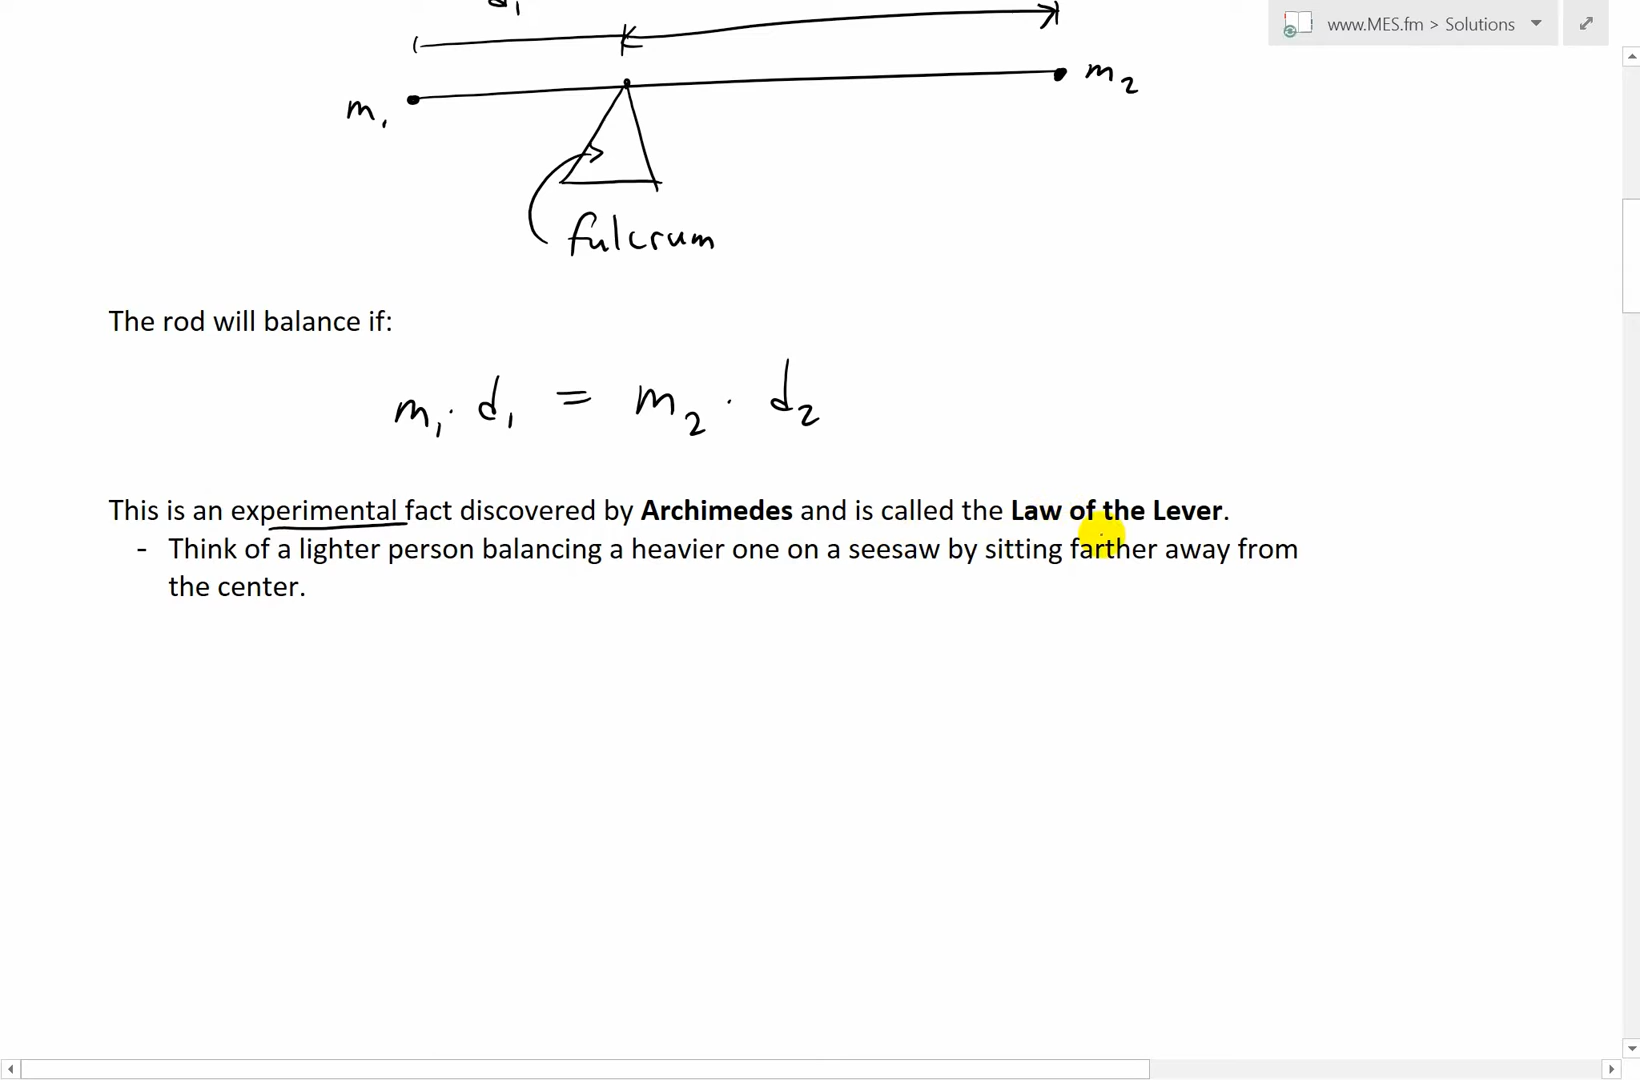 www.MES.fm > Solutions
d₁
m₁
m₂
fulcrum
The rod will balance if:
m₁ · d₁ = m₂ · d₂
This is an experimental fact discovered by Archimedes and is called the Law of the Lever.
- Think of a lighter person balancing a heavier one on a seesaw by sitting farther away from
the center.